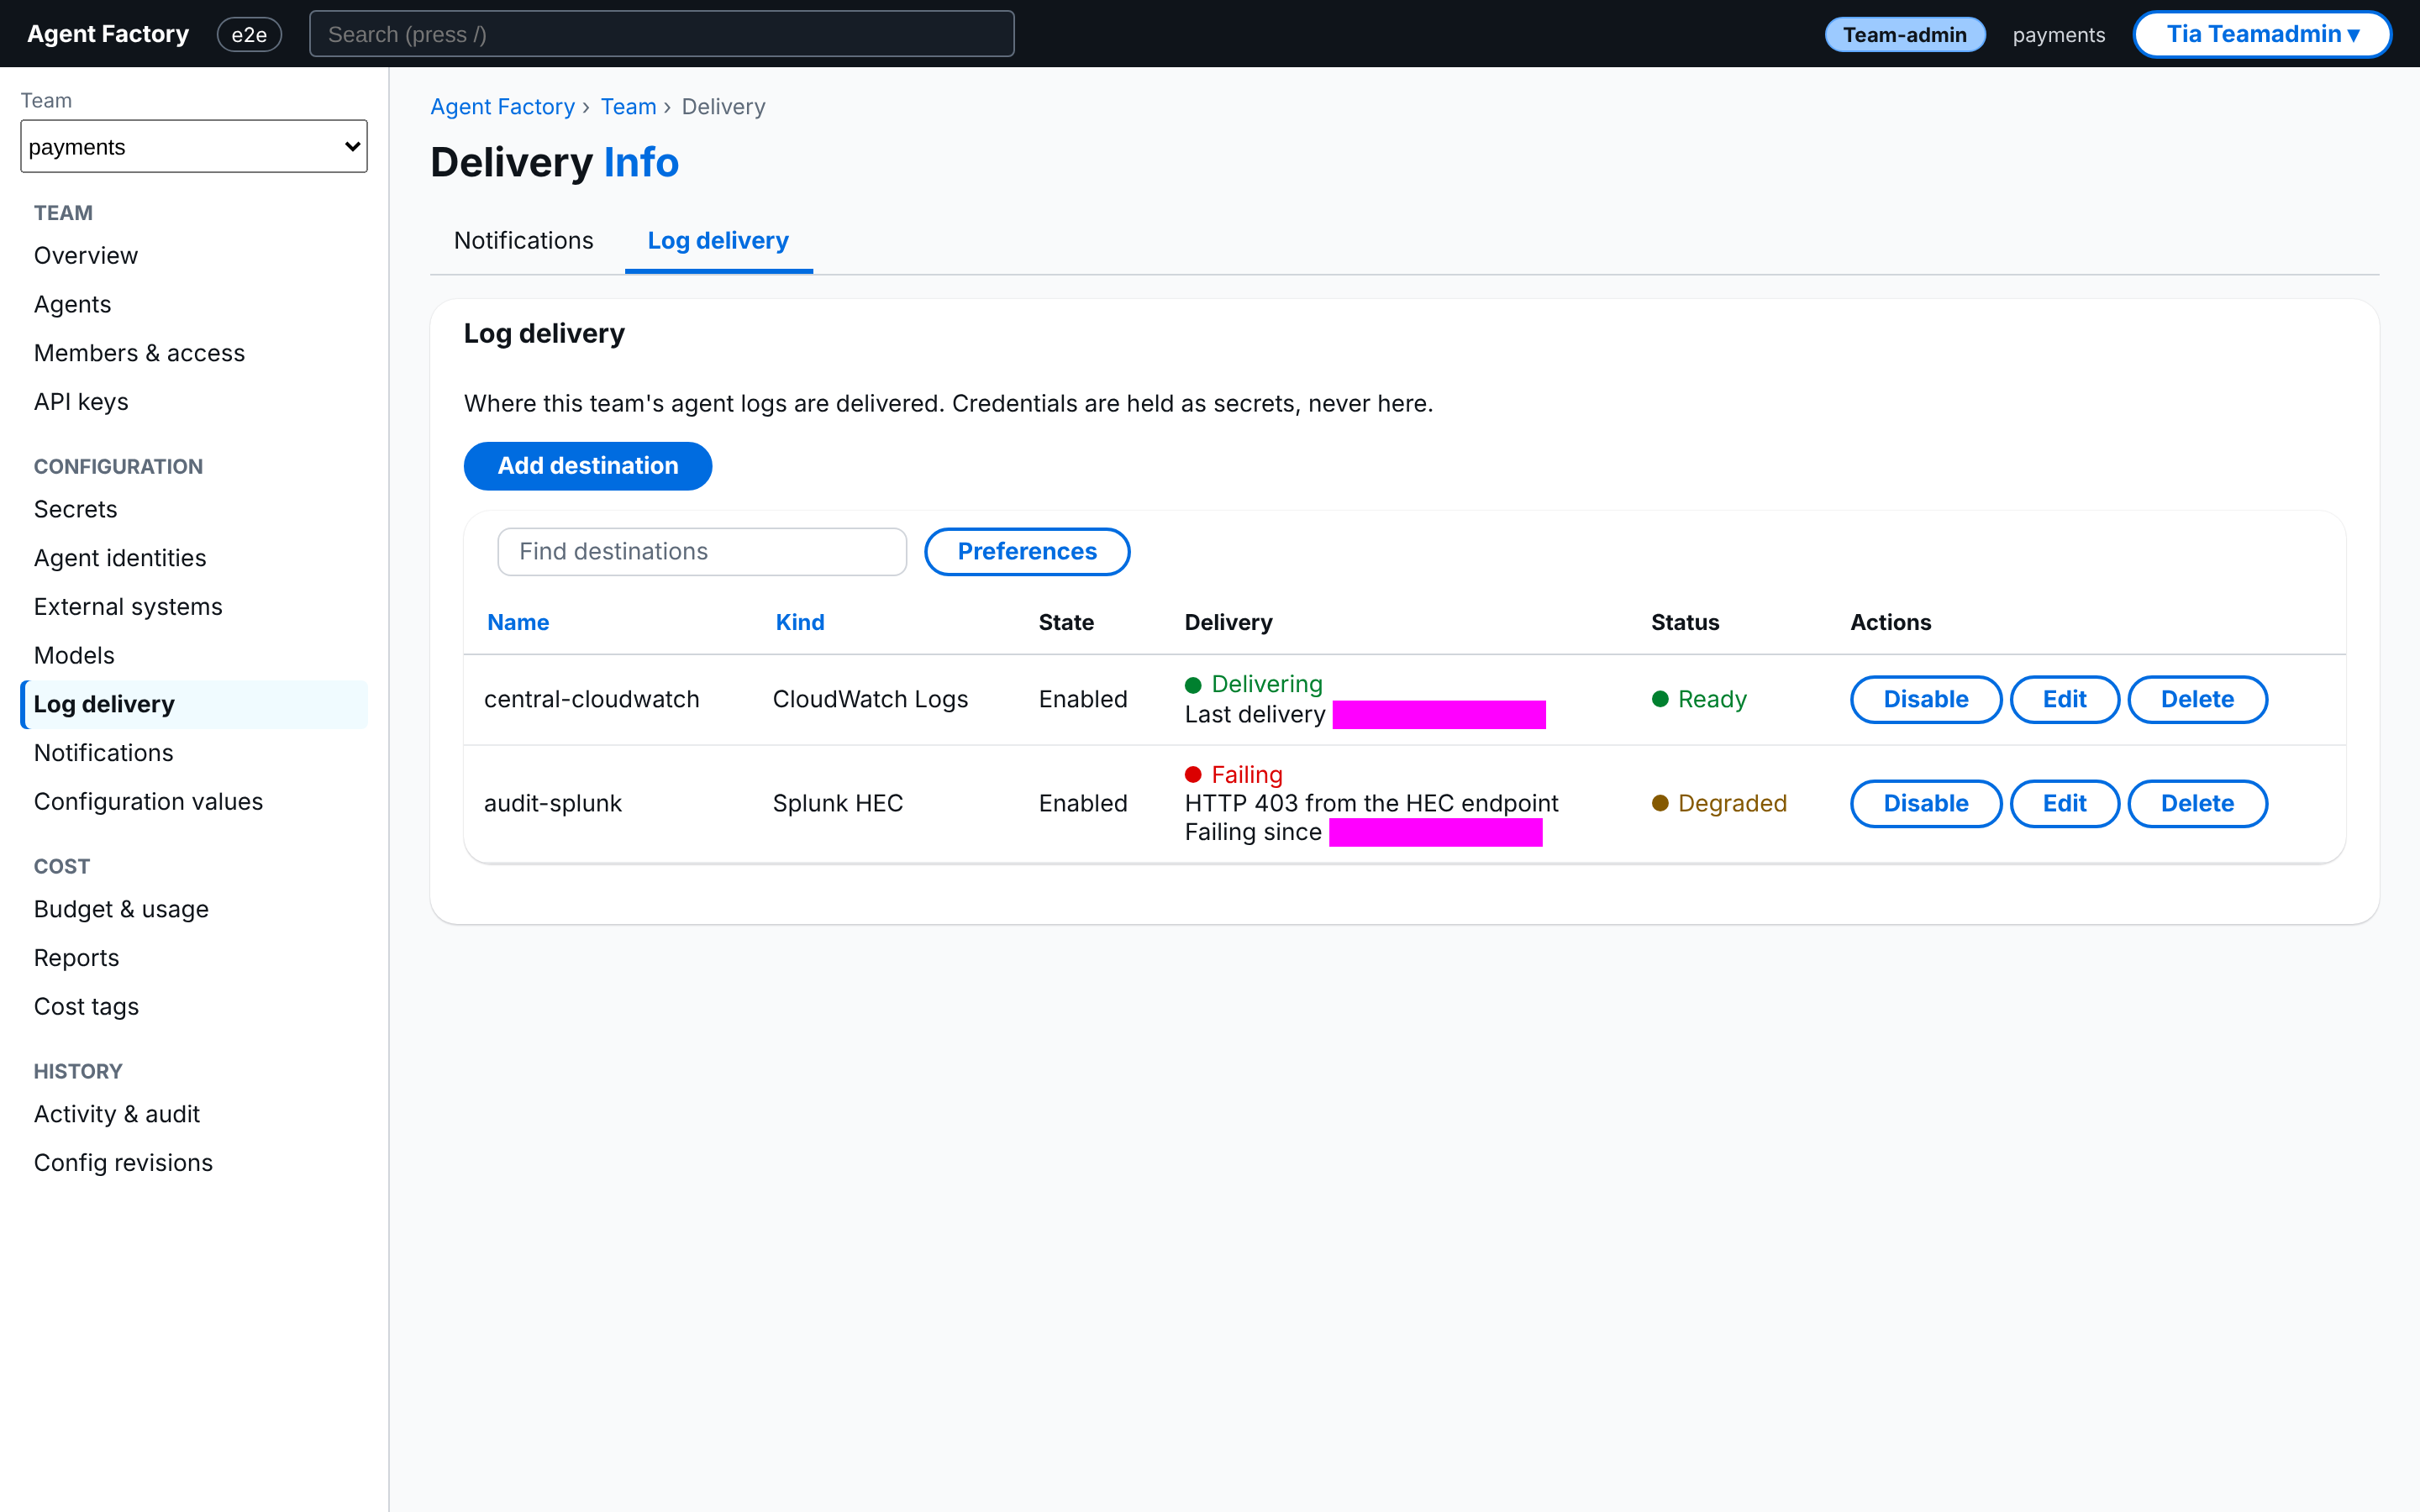 Agent Factory e2e Search (press /) Team-admin payments Tia Teamadmin ▾
Team
payments
TEAM
Overview
Agents
Members & access
API keys
CONFIGURATION
Secrets
Agent identities
External systems
Models
Log delivery
Notifications
Configuration values
COST
Budget & usage
Reports
Cost tags
HISTORY
Activity & audit
Config revisions
Agent Factory › Team › Delivery
Delivery Info
Notifications Log delivery
Log delivery
Where this team's agent logs are delivered. Credentials are held as secrets, never here.
Add destination
Find destinations Preferences
Name Kind State Delivery Status Actions
central-cloudwatch CloudWatch Logs Enabled Delivering
Last delivery
Ready Disable Edit Delete
audit-splunk Splunk HEC Enabled Failing
HTTP 403 from the HEC endpoint
Failing since
Degraded Disable Edit Delete